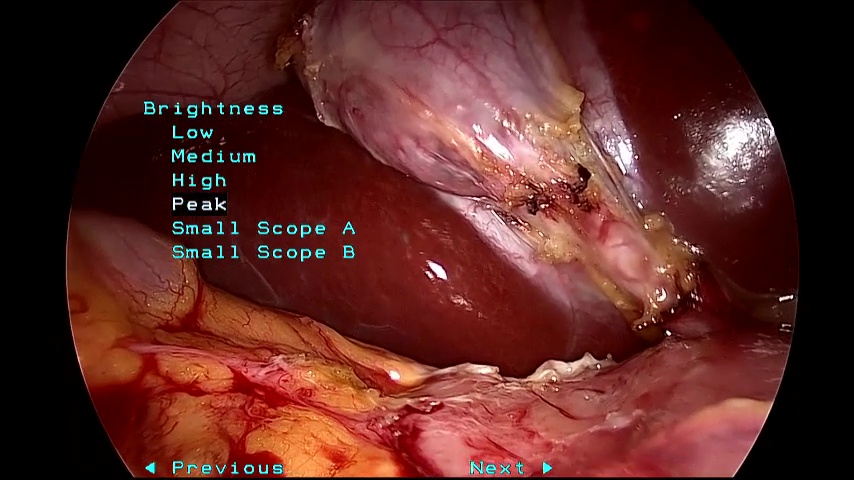 Brightness
Low
Medium
High
Peak
Small Scope A
Small Scope B
◄ Previous Next ►